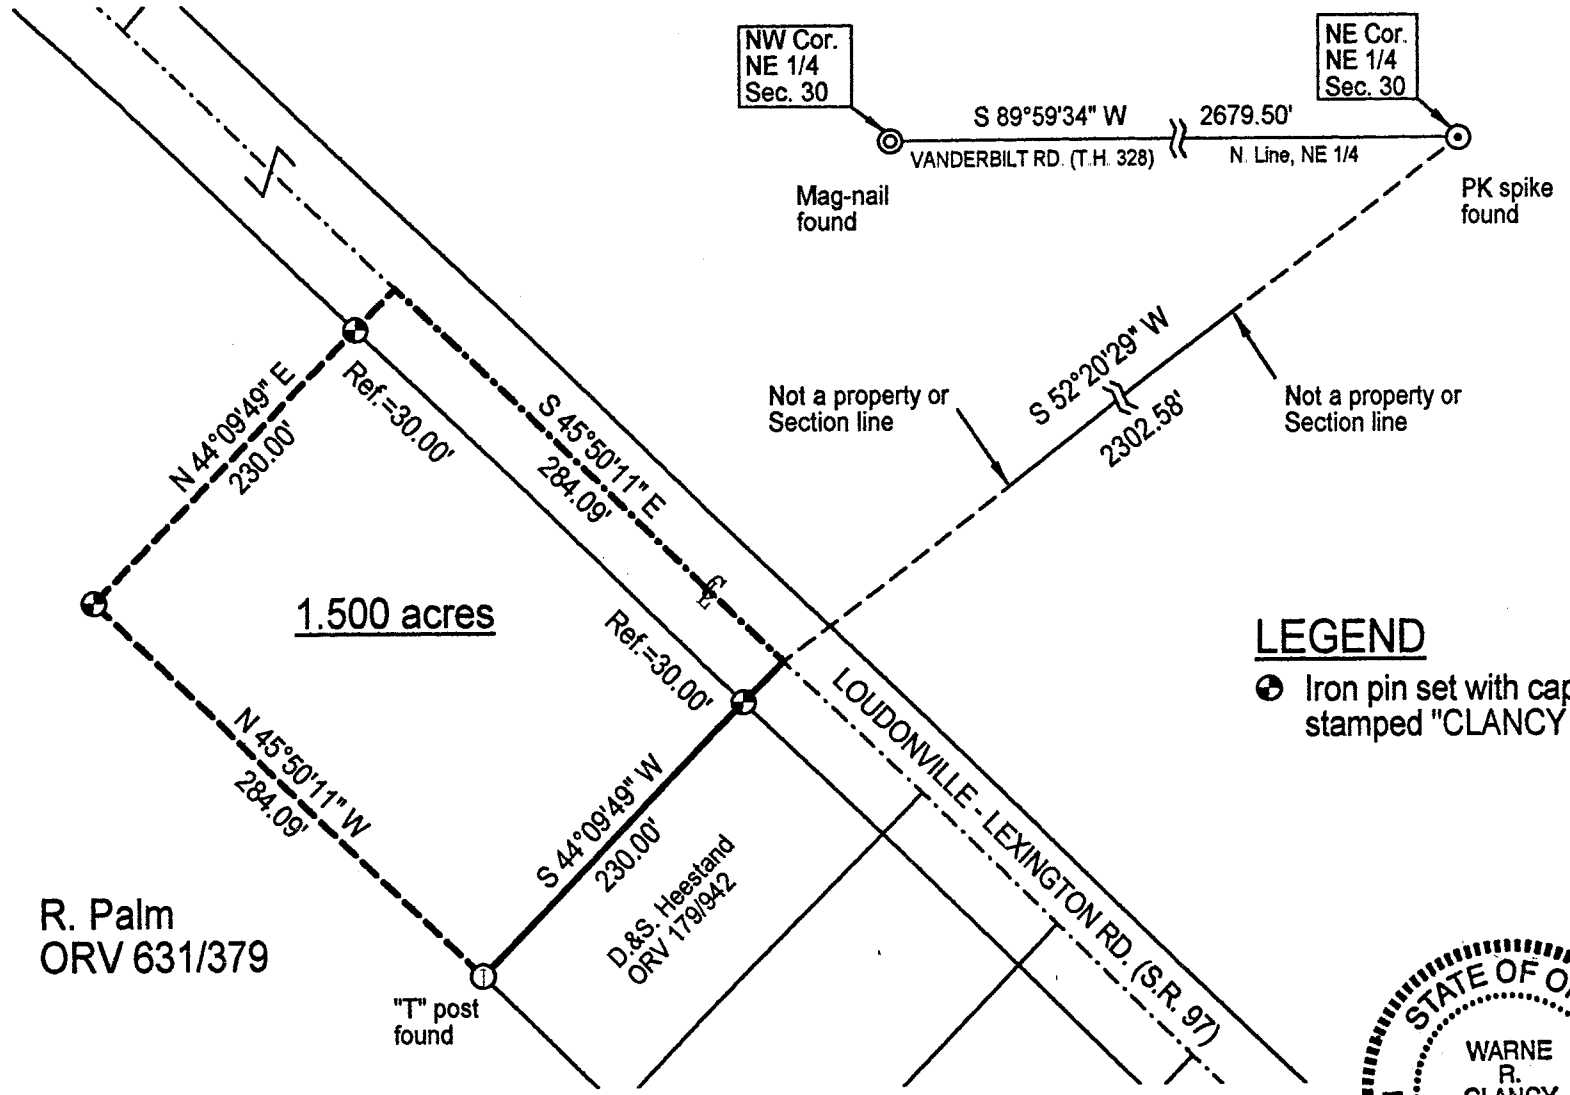 NW Cor.
NE 1/4
Sec. 30
NE Cor.
NE 1/4
Sec. 30
S 89°59'34" W
2679.50'
VANDERBILT RD. (T.H. 328)
N. Line, NE 1/4
Mag-nail
found
PK spike
found
S 52°20'29" W
2302.58'
Not a property or
Section line
Not a property or
Section line
N 44°09'49" E
230.00'
Ref.=30.00'
S 45°50'11" E
284.09'
1.500 acres
Ref.=30.00'
LEGEND
Iron pin set with cap
stamped "CLANCY
LOUDONVILLE - LEXINGTON RD. (S.R. 97)
N 45°50'11" W
284.09'
S 44°09'49" W
230.00'
D.&S. Heestand
ORV 179/942
R. Palm
ORV 631/379
"T" post
found
STATE OF O
WARNE
R.
CLANCY